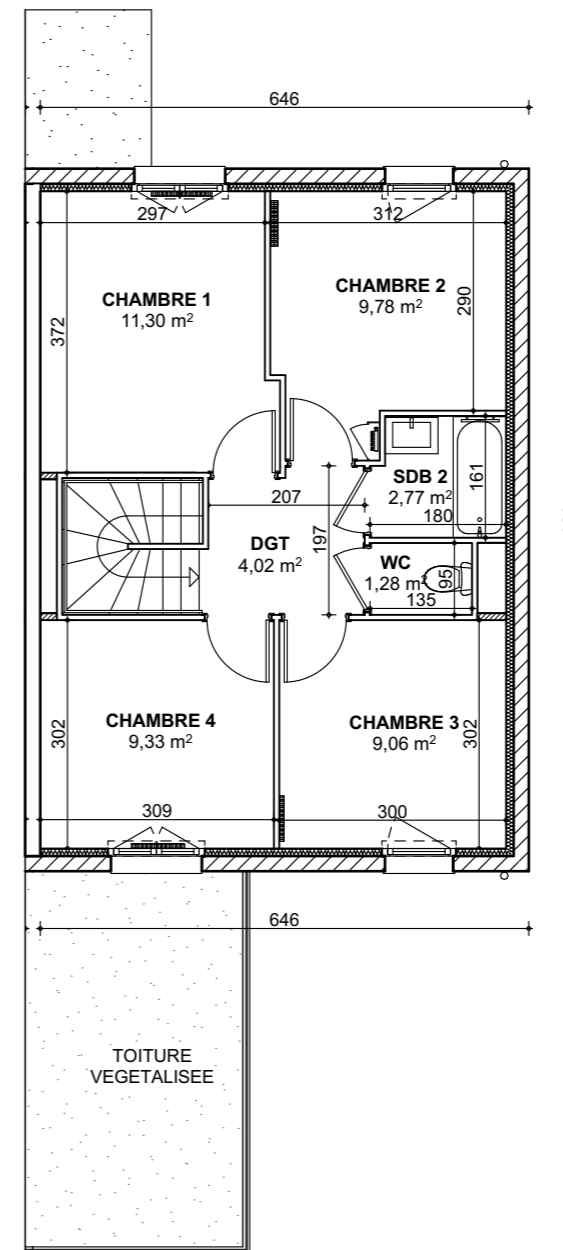 646
297
312
CHAMBRE 1
11,30 m²
CHAMBRE 2
9,78 m²
372
290
SDB 2
2,77 m²
161
180
207
197
DGT
4,02 m²
WC
1,28 m²
95
135
CHAMBRE 4
9,33 m²
CHAMBRE 3
9,06 m²
302
302
309
300
646
TOITURE
VEGETALISEE